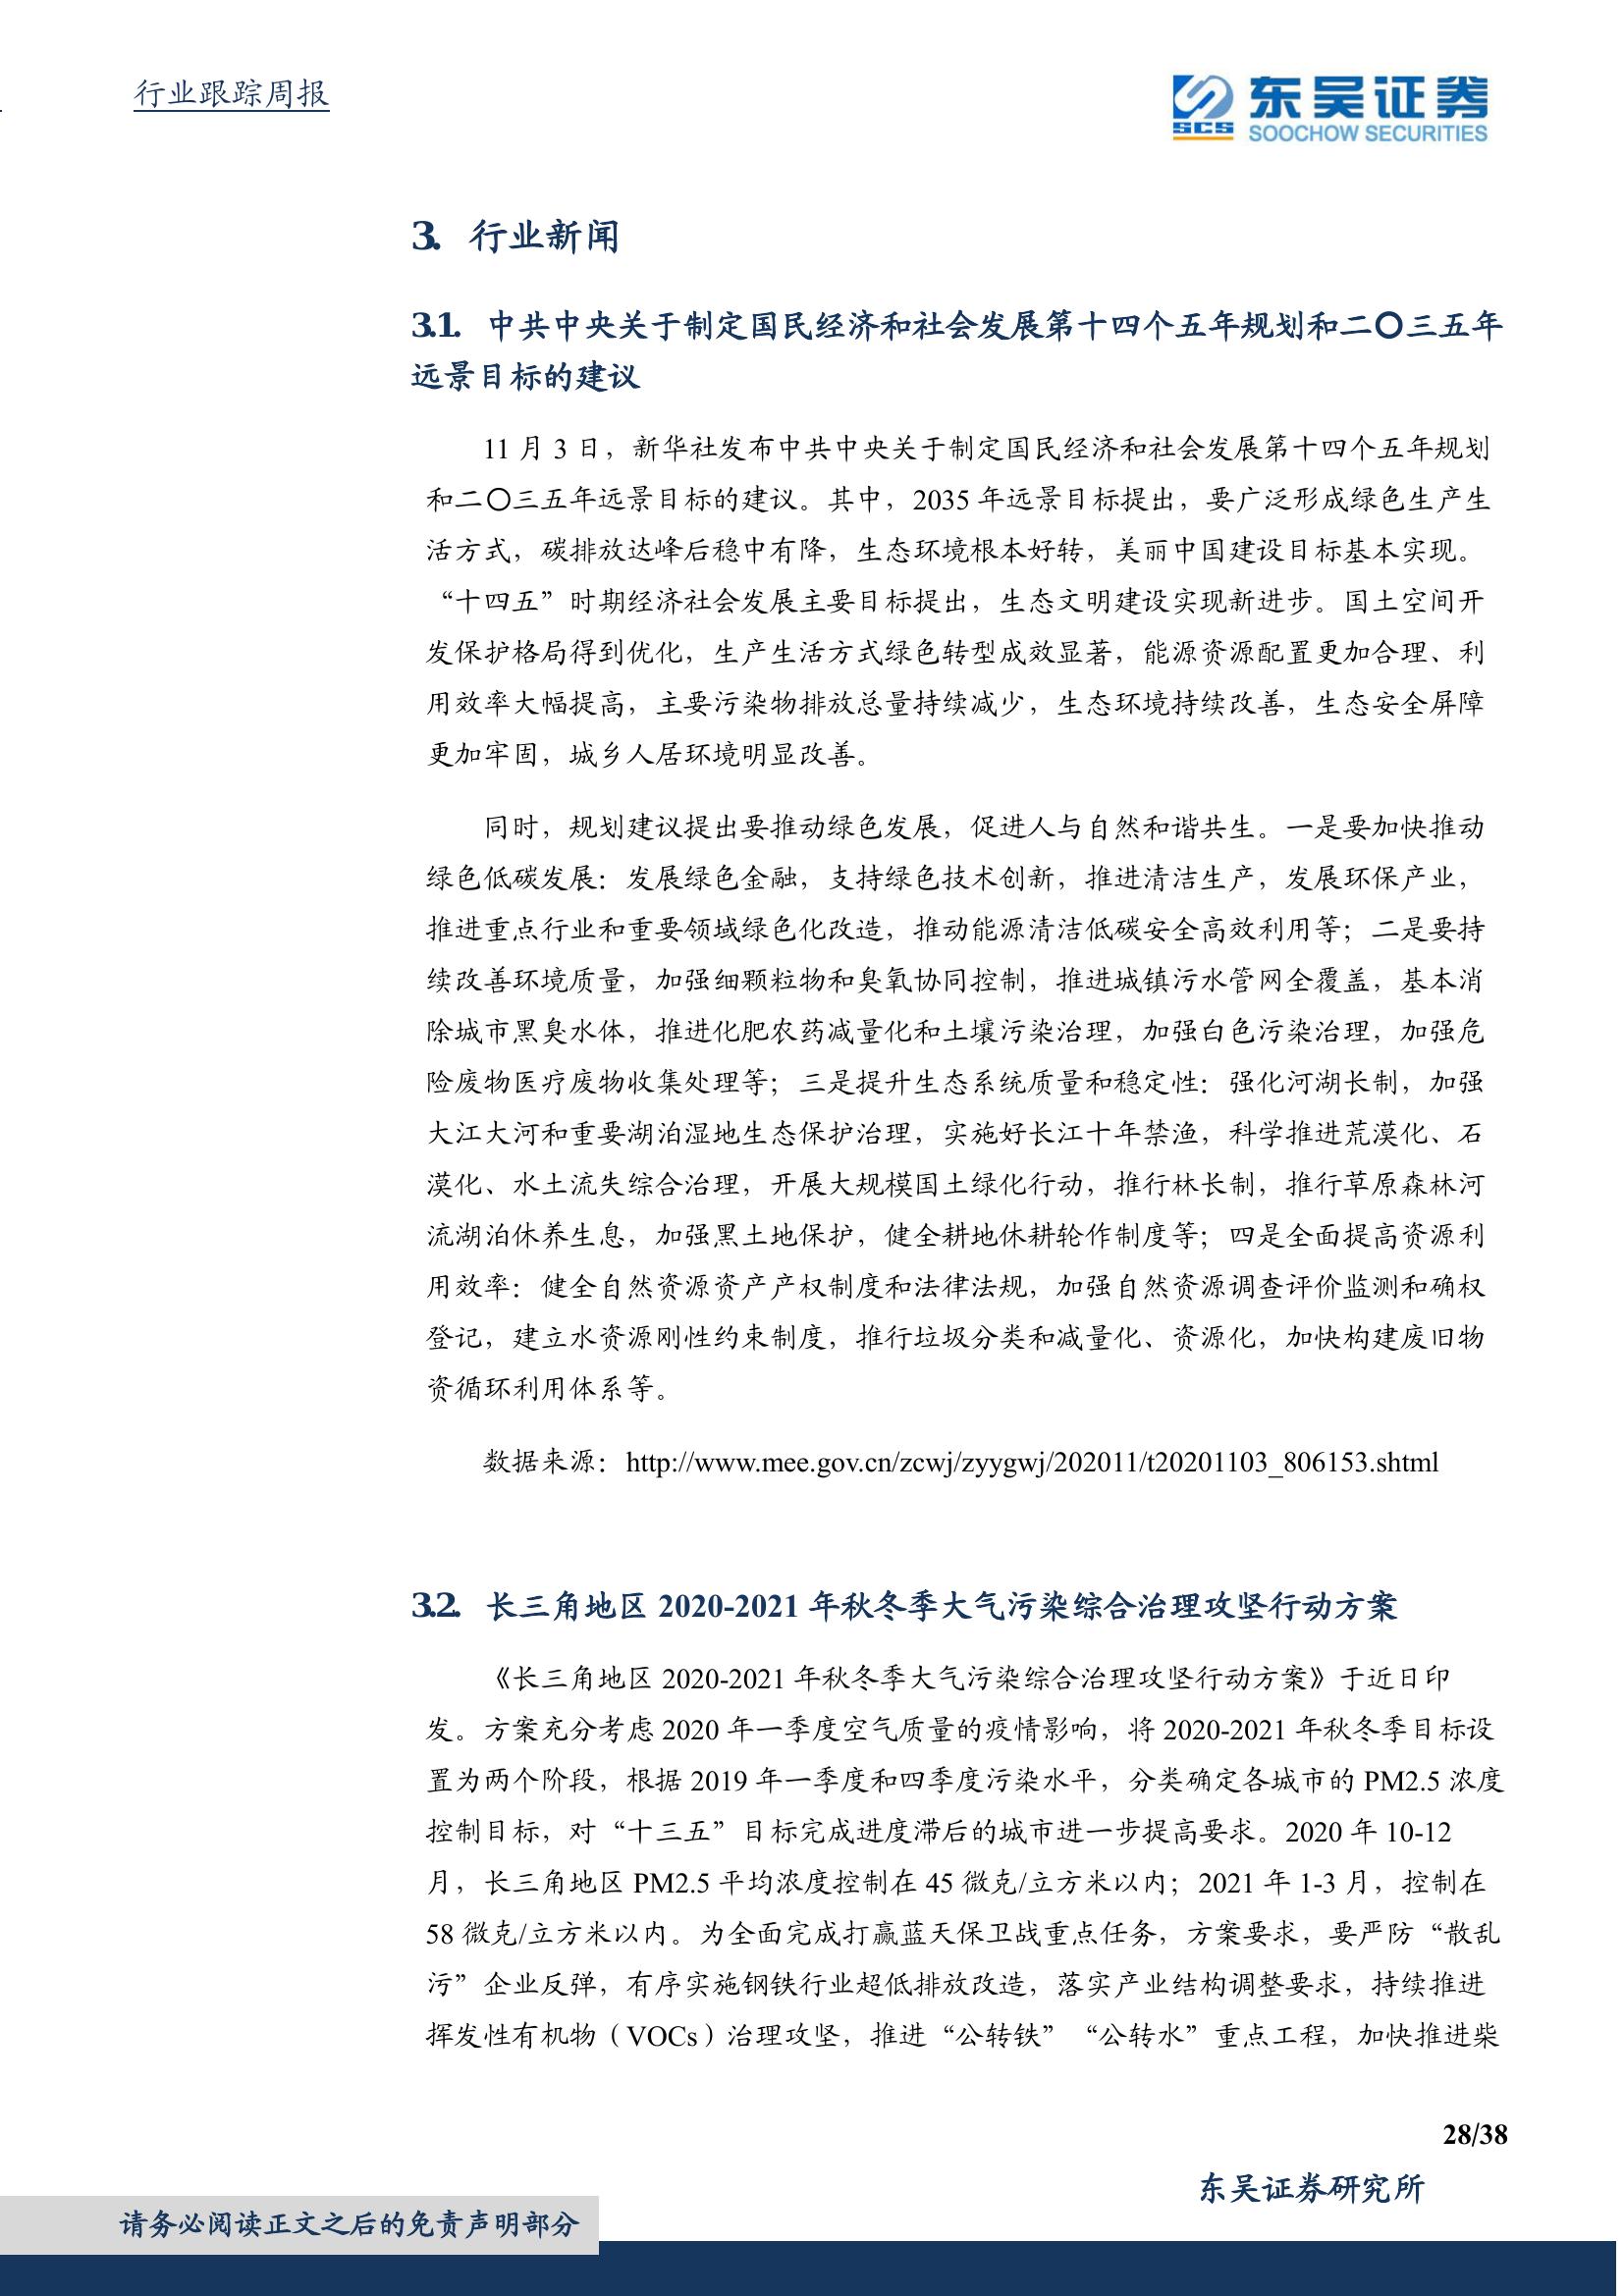 行业跟踪周报
东吴证券
SCS
SOOCHOW SECURITIES
3. 行业新闻
3.1. 中共中央关于制定国民经济和社会发展第十四个五年规划和二〇三五年
远景目标的建议
11 月 3 日，新华社发布中共中央关于制定国民经济和社会发展第十四个五年规划
和二〇三五年远景目标的建议。其中，2035 年远景目标提出，要广泛形成绿色生产生
活方式，碳排放达峰后稳中有降，生态环境根本好转，美丽中国建设目标基本实现。
“十四五”时期经济社会发展主要目标提出，生态文明建设实现新进步。国土空间开
发保护格局得到优化，生产生活方式绿色转型成效显著，能源资源配置更加合理、利
用效率大幅提高，主要污染物排放总量持续减少，生态环境持续改善，生态安全屏障
更加牢固，城乡人居环境明显改善。
同时，规划建议提出要推动绿色发展，促进人与自然和谐共生。一是要加快推动
绿色低碳发展：发展绿色金融，支持绿色技术创新，推进清洁生产，发展环保产业，
推进重点行业和重要领域绿色化改造，推动能源清洁低碳安全高效利用等；二是要持
续改善环境质量，加强细颗粒物和臭氧协同控制，推进城镇污水管网全覆盖，基本消
除城市黑臭水体，推进化肥农药减量化和土壤污染治理，加强白色污染治理，加强危
险废物医疗废物收集处理等；三是提升生态系统质量和稳定性：强化河湖长制，加强
大江大河和重要湖泊湿地生态保护治理，实施好长江十年禁渔，科学推进荒漠化、石
漠化、水土流失综合治理，开展大规模国土绿化行动，推行林长制，推行草原森林河
流湖泊休养生息，加强黑土地保护，健全耕地休耕轮作制度等；四是全面提高资源利
用效率：健全自然资源资产产权制度和法律法规，加强自然资源调查评价监测和确权
登记，建立水资源刚性约束制度，推行垃圾分类和减量化、资源化，加快构建废旧物
资循环利用体系等。
数据来源：http://www.mee.gov.cn/zcwj/zyygwj/202011/t20201103_806153.shtml
3.2. 长三角地区 2020-2021 年秋冬季大气污染综合治理攻坚行动方案
《长三角地区 2020-2021 年秋冬季大气污染综合治理攻坚行动方案》于近日印
发。方案充分考虑 2020 年一季度空气质量的疫情影响，将 2020-2021 年秋冬季目标设
置为两个阶段，根据 2019 年一季度和四季度污染水平，分类确定各城市的 PM2.5 浓度
控制目标，对“十三五”目标完成进度滞后的城市进一步提高要求。2020 年 10-12
月，长三角地区 PM2.5 平均浓度控制在 45 微克/立方米以内；2021 年 1-3 月，控制在
58 微克/立方米以内。为全面完成打赢蓝天保卫战重点任务，方案要求，要严防“散乱
污”企业反弹，有序实施钢铁行业超低排放改造，落实产业结构调整要求，持续推进
挥发性有机物（VOCs）治理攻坚，推进“公转铁”“公转水”重点工程，加快推进柴
28/38
东吴证券研究所
请务必阅读正文之后的免责声明部分